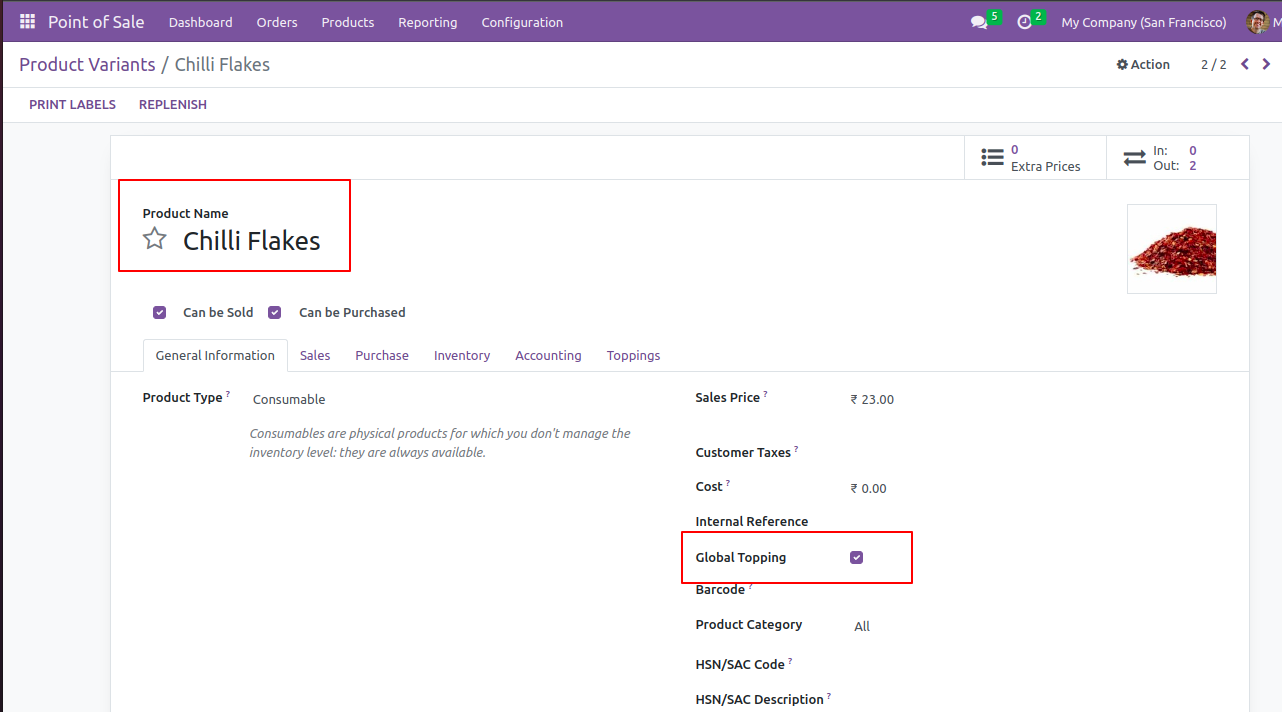 Point of Sale Dashboard Orders Products Reporting Configuration 5 2 My Company (San Francisco) M
Product Variants / Chilli Flakes Action 2 / 2
PRINT LABELS REPLENISH
0 Extra Prices
In: 0
Out: 2
Product Name
Chilli Flakes
Can be Sold Can be Purchased
General Information Sales Purchase Inventory Accounting Toppings
Product Type ? Consumable
Consumables are physical products for which you don't manage the
inventory level: they are always available.
Sales Price ? ₹ 23.00
Customer Taxes ?
Cost ? ₹ 0.00
Internal Reference
Global Topping
Barcode ?
Product Category All
HSN/SAC Code ?
HSN/SAC Description ?